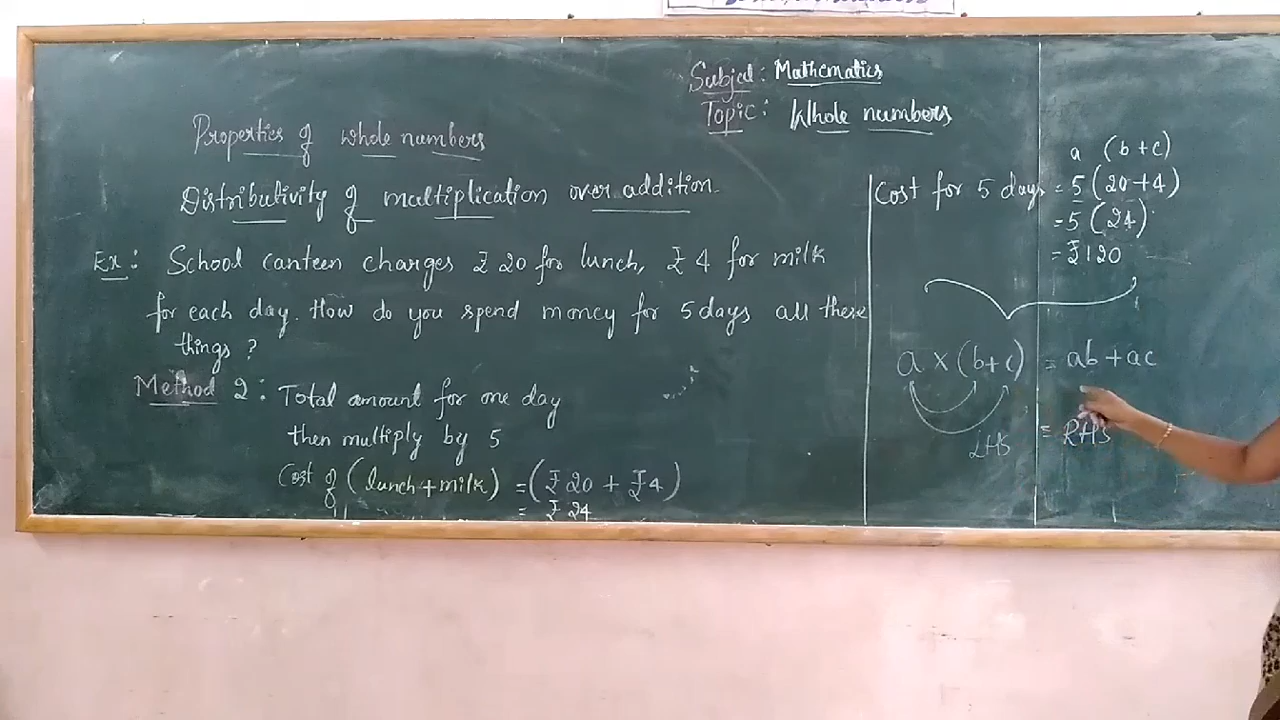 Subject: Mathematics
Topic: Whole numbers
Properties of whole numbers
Distributivity of multiplication over addition.
Ex: School canteen charges ₹ 20 for lunch, ₹ 4 for milk
for each day. How do you spend money for 5 days all these
things?
Method 2: Total amount for one day
then multiply by 5
Cost of (lunch + milk) = (₹ 20 + ₹ 4)
= ₹ 24
a (b + c)
Cost for 5 days = 5 (20 + 4)
= 5 (24)
= ₹ 120
a × (b + c) = ab + ac
LHS = RHS